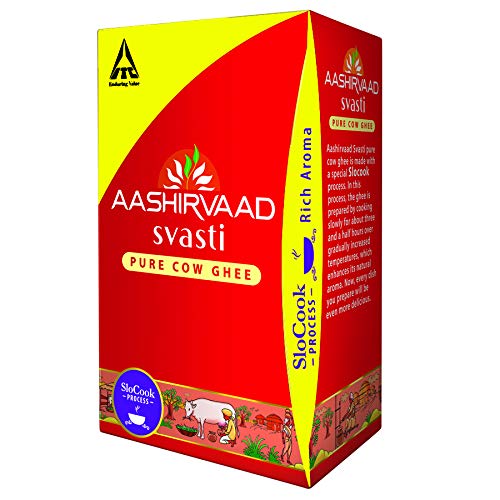 ITC
Enduring Value
AASHIRVAAD
svasti
PURE COW GHEE
SloCook
PROCESS
SloCook
PROCESS
Rich Aroma
AASHIRVAAD
svasti
PURE COW GHEE
Aashirvaad Svasti pure
cow ghee is made with
a special Slocook
process. In this
process, the ghee is
prepared by cooking
slowly for about three
and a half hours over
gradually increased
temperatures, which
enhances its natural
aroma. Now, every dish
you prepare will be
even more delicious.